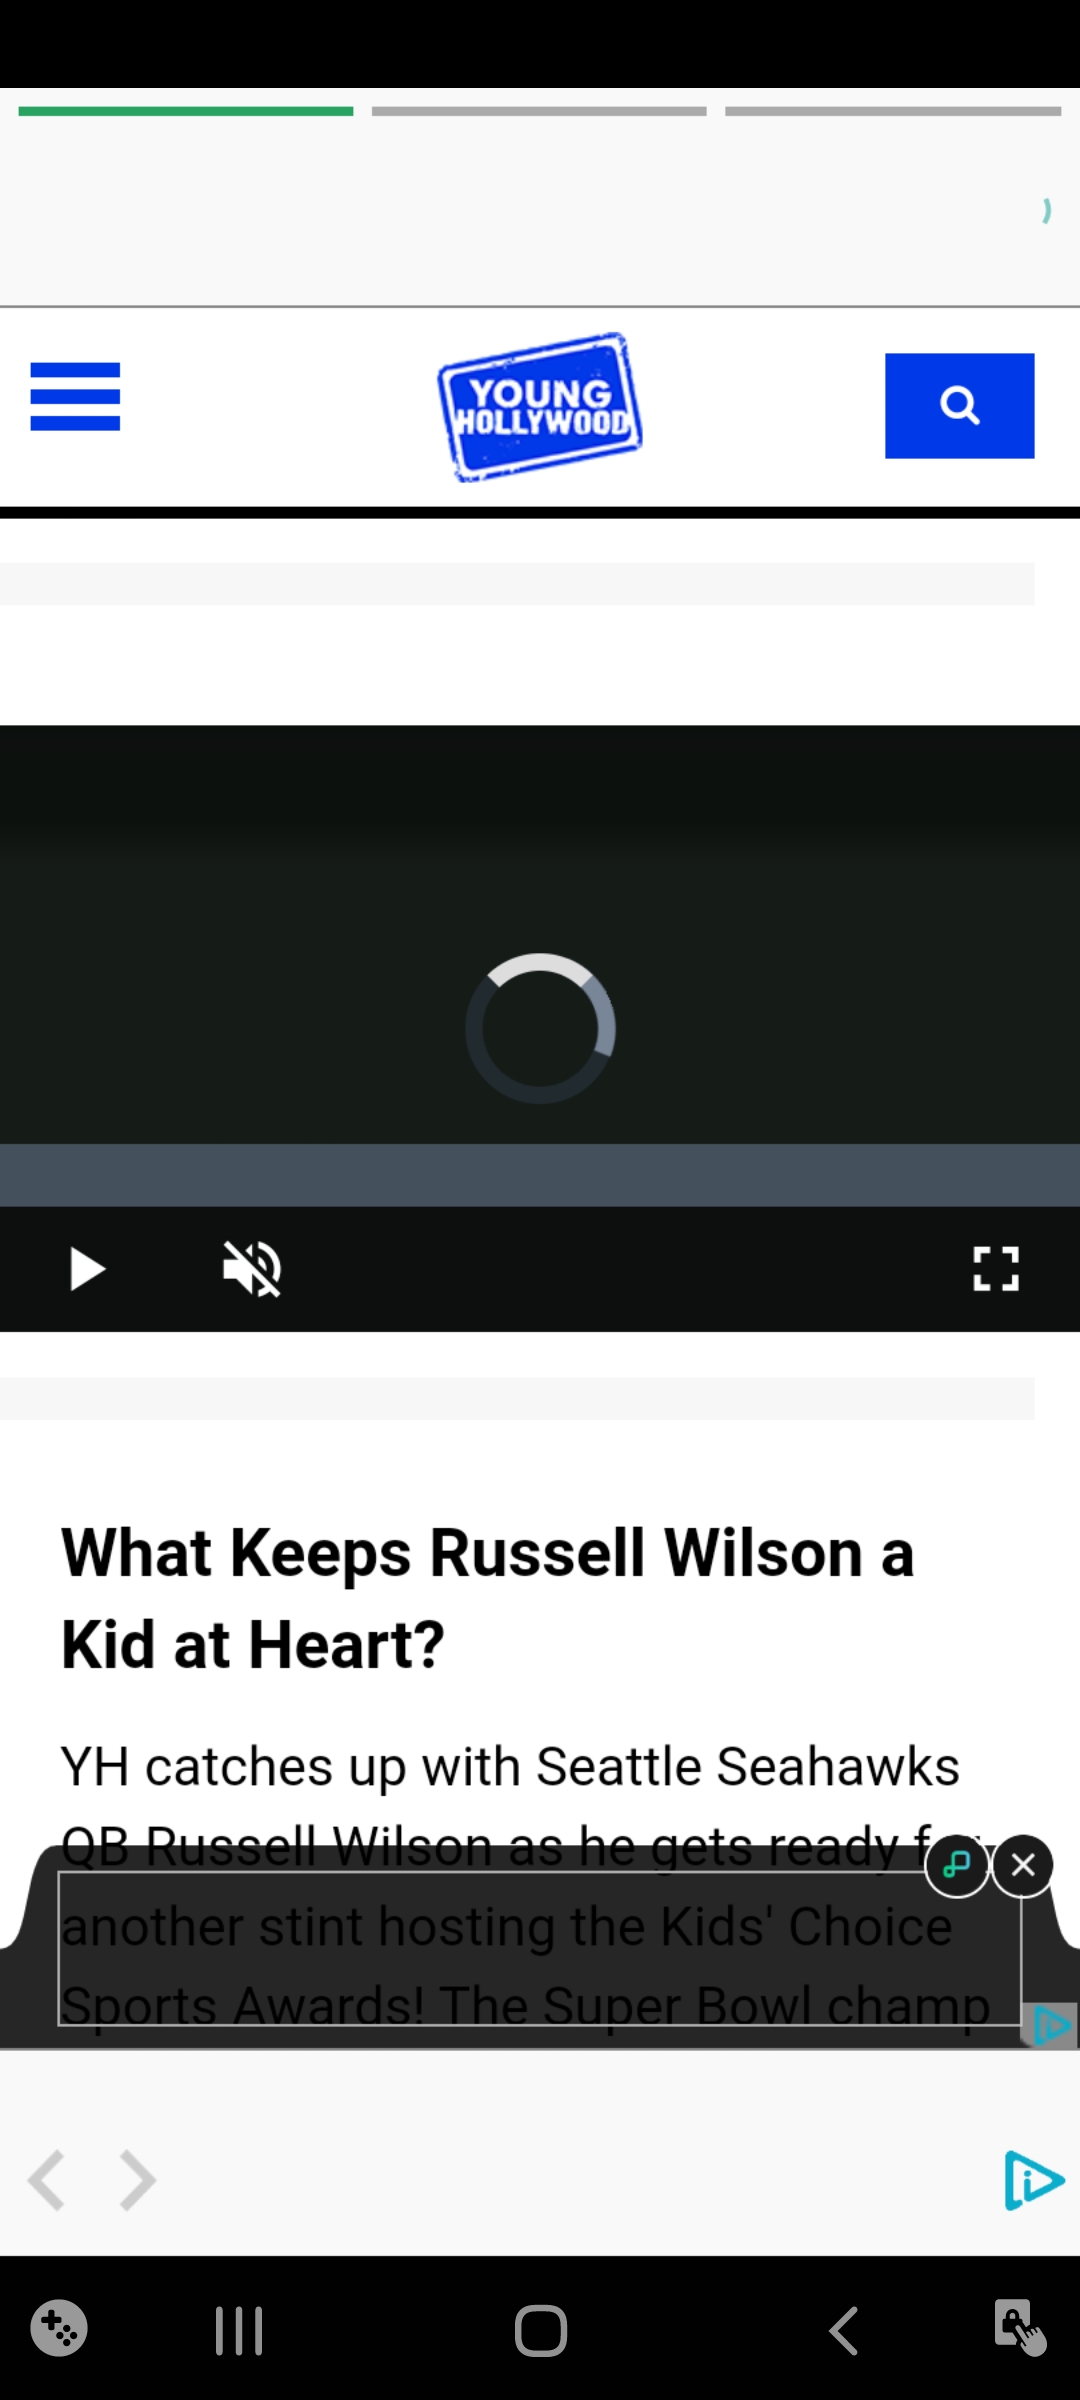 YOUNG
HOLLYWOOD
What Keeps Russell Wilson a
Kid at Heart?
YH catches up with Seattle Seahawks
QB Russell Wilson as he gets ready
another stint hosting the Kids' Choice
Sports Awards! The Super Bowl champ